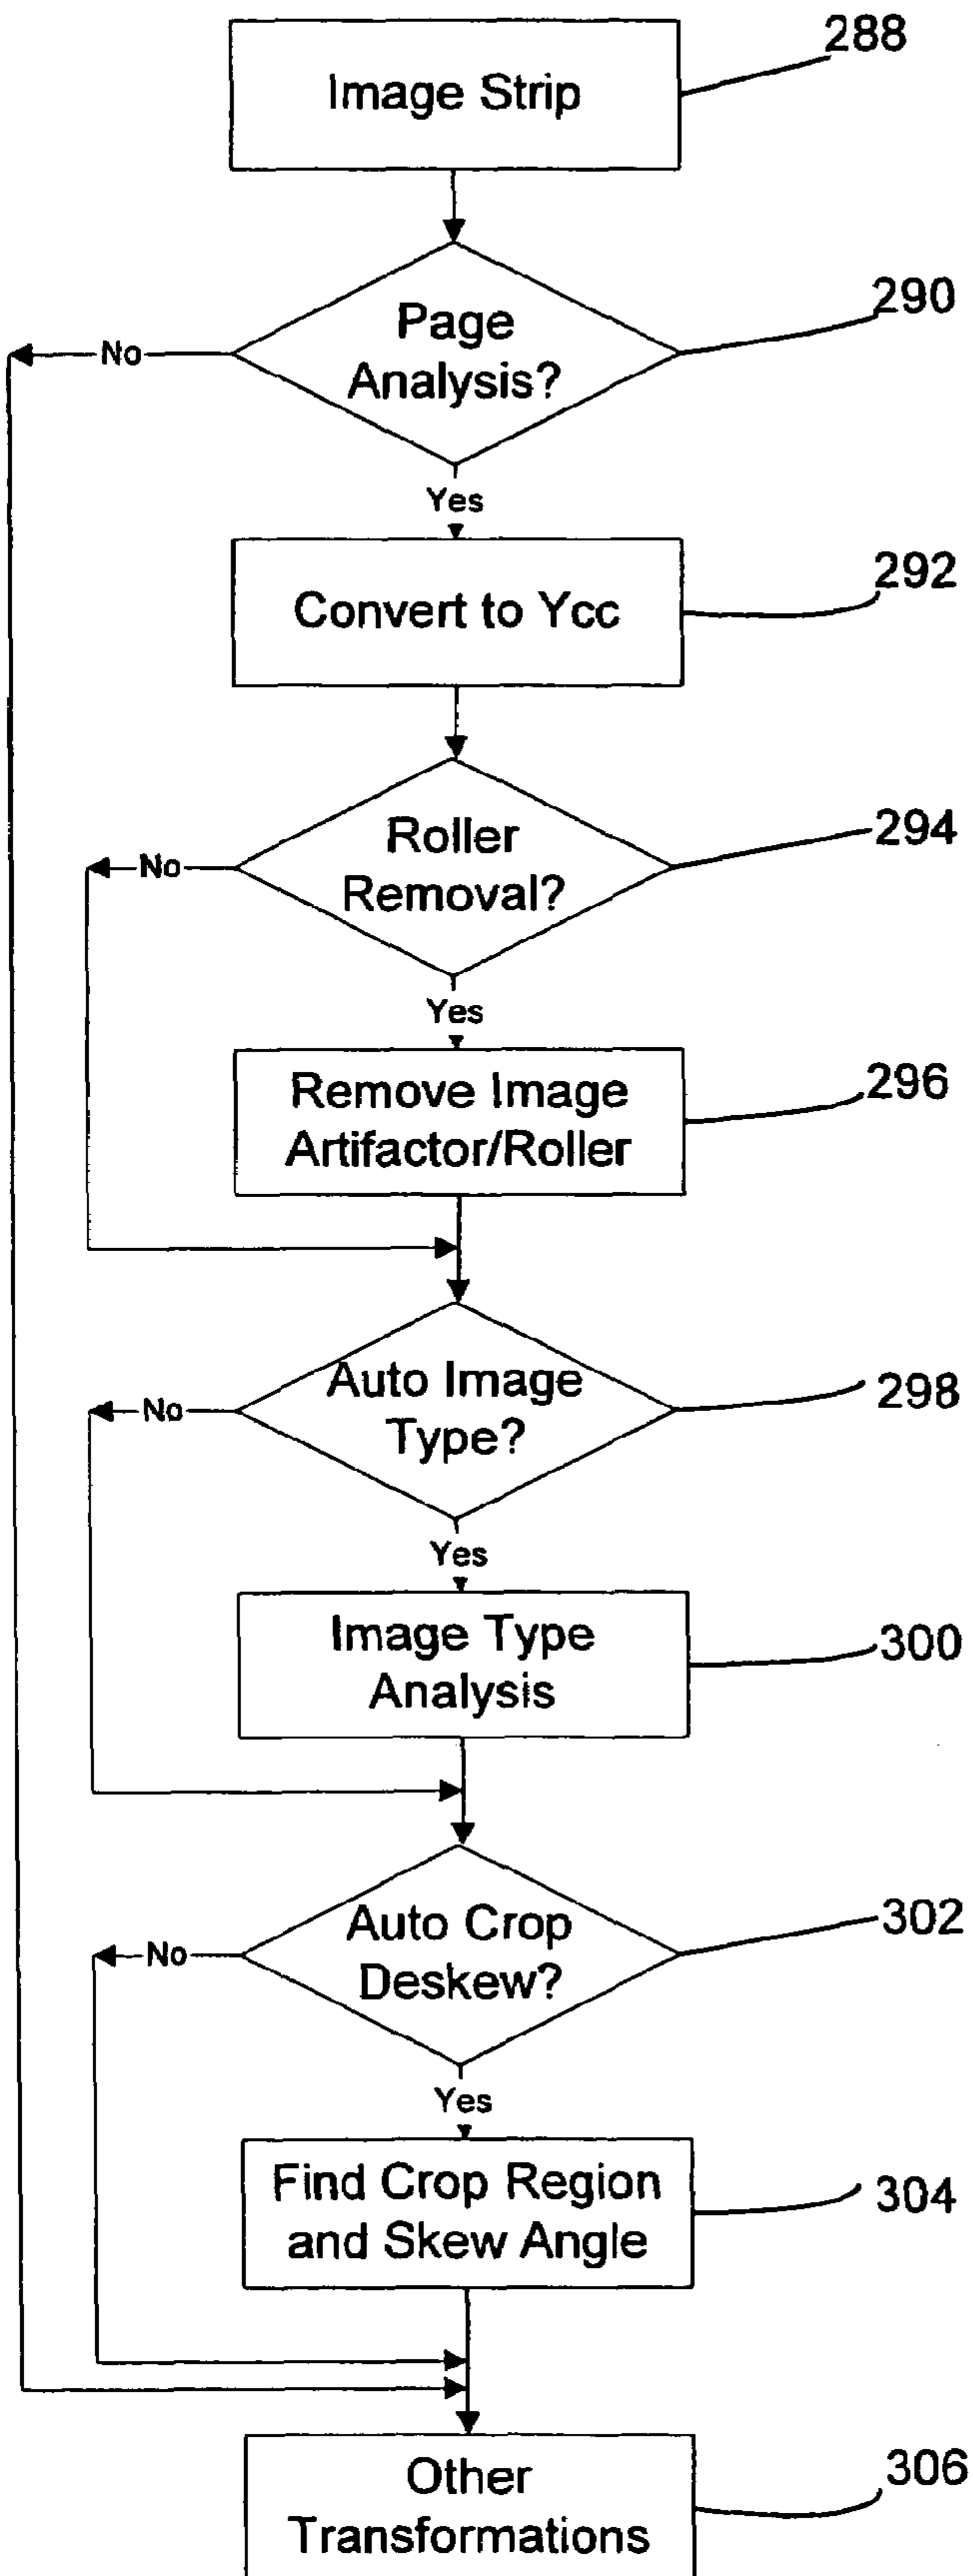 Image Strip
288
Page
Analysis?
290
No
Yes
Convert to Ycc
292
Roller
Removal?
294
No
Yes
Remove Image
Artifactor/Roller
296
Auto Image
Type?
298
No
Yes
Image Type
Analysis
300
Auto Crop
Deskew?
302
No
Yes
Find Crop Region
and Skew Angle
304
Other
Transformations
306